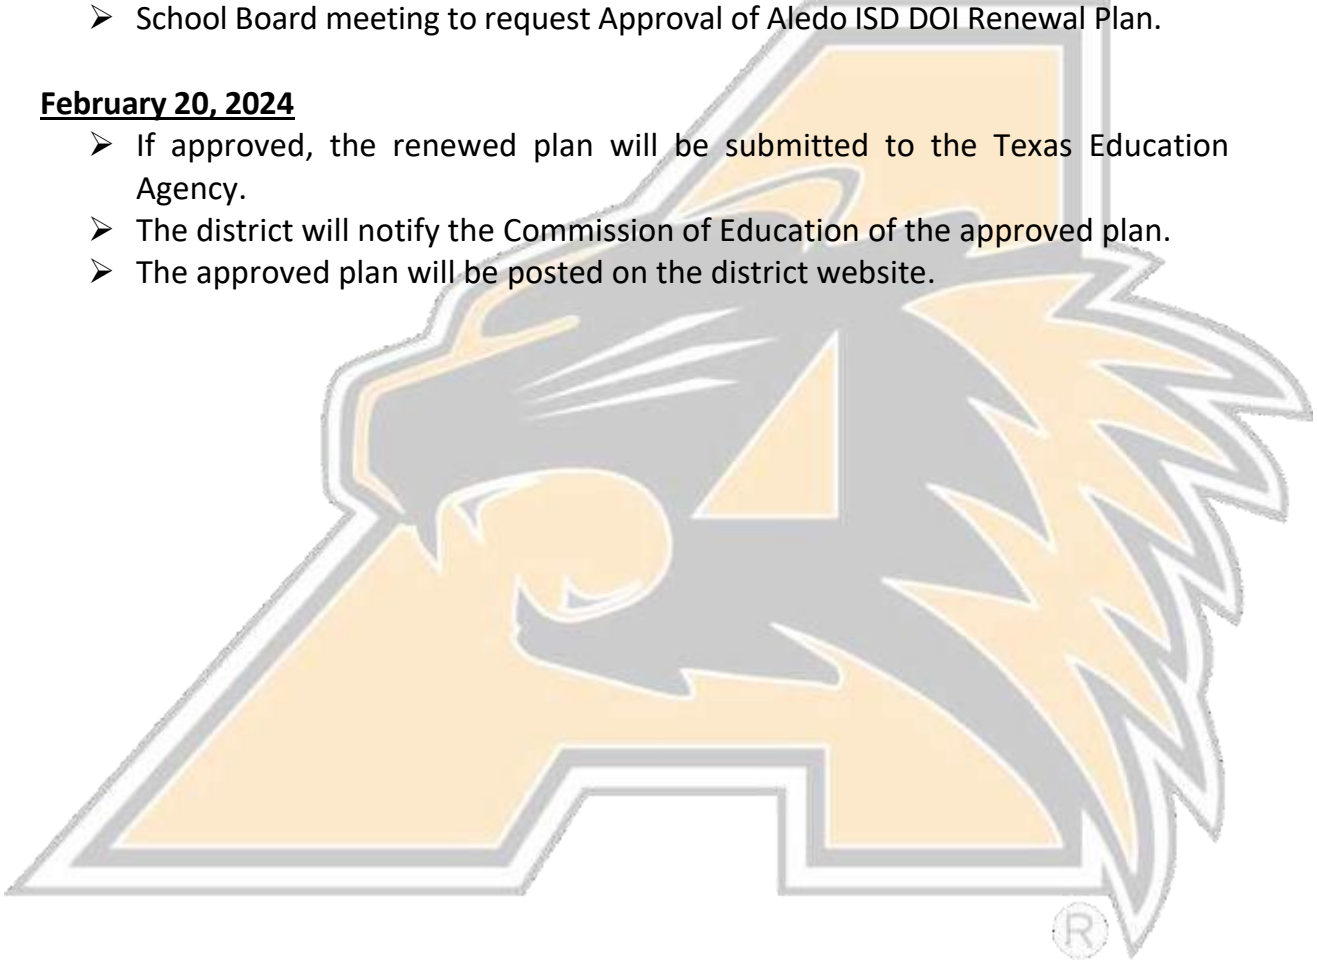 ➢ School Board meeting to request Approval of Aledo ISD DOI Renewal Plan.
February 20, 2024
➢ If approved, the renewed plan will be submitted to the Texas Education
Agency.
➢ The district will notify the Commission of Education of the approved plan.
➢ The approved plan will be posted on the district website.
A
®